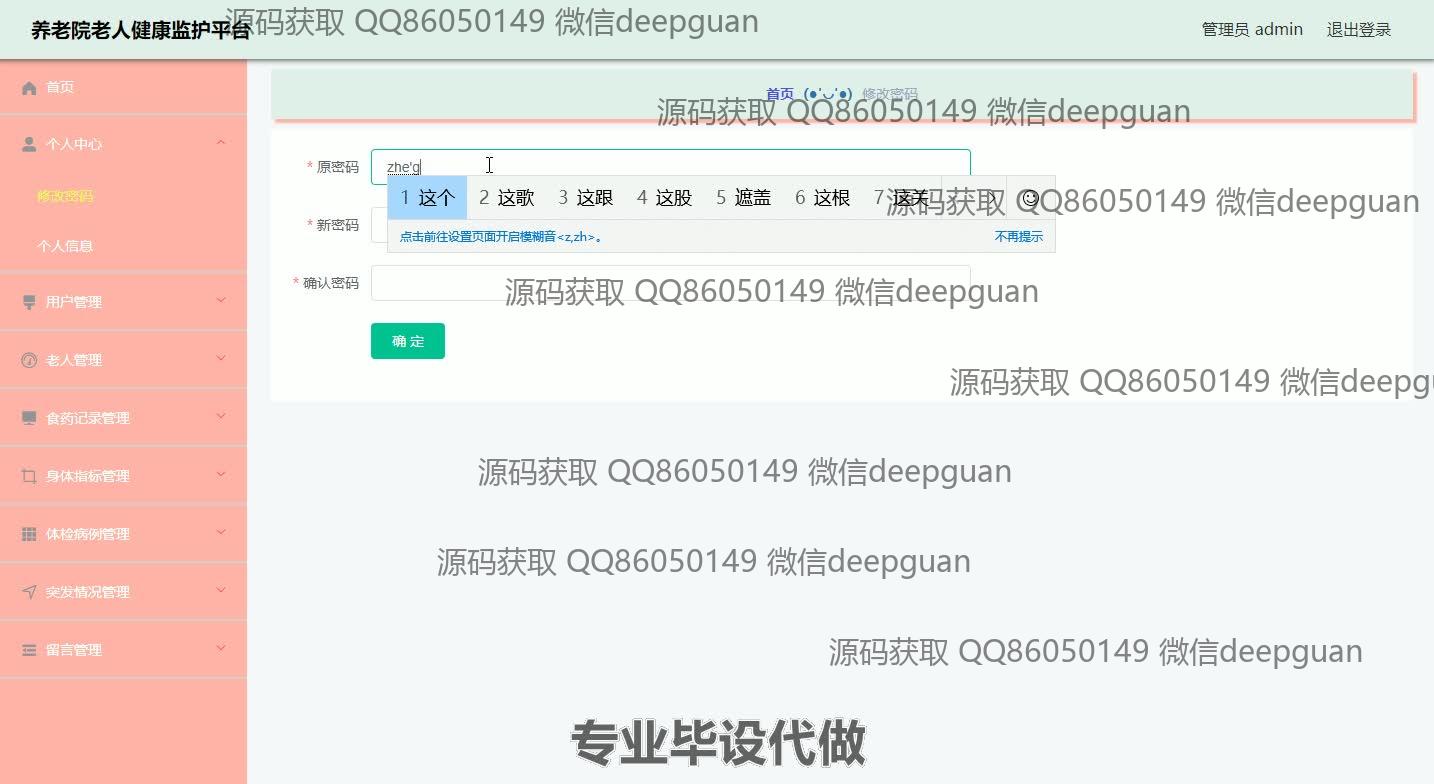 养老院老人健康监护平台
源码获取 QQ86050149 微信deepguan
管理员 admin 退出登录
首页
首页 (●'◡'●) 修改密码
源码获取 QQ86050149 微信deepguan
个人中心
* 原密码 zhe'g
修改密码
1 这个 2 这歌 3 这跟 4 这股 5 遮盖 6 这根 7 这关
源码获取 QQ86050149 微信deepguan
* 新密码
点击前往设置页面开启模糊音<z,zh>。 不再提示
个人信息
* 确认密码
源码获取 QQ86050149 微信deepguan
用户管理
确 定
老人管理
源码获取 QQ86050149 微信deepg
食药记录管理
身体指标管理
源码获取 QQ86050149 微信deepguan
体检病例管理
源码获取 QQ86050149 微信deepguan
突发情况管理
留言管理
源码获取 QQ86050149 微信deepguan
专业毕设代做